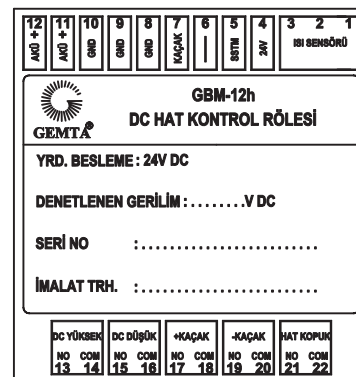 12 11 10 9 8 7 6 5 4 3 2 1
AKÜ + AKÜ + GND GND GND KAÇAK — SSTM 24V ISI SENSÖRÜ
GEMTA®
GBM-12h
DC HAT KONTROL RÖLESİ
YRD. BESLEME : 24V DC
DENETLENEN GERİLİM : ........V DC
SERİ NO :..........................
İMALAT TRH. :..........................
DC YÜKSEK DC DÜŞÜK +KAÇAK -KAÇAK HAT KOPUK
NO COM NO COM NO COM NO COM NO COM
13 14 15 16 17 18 19 20 21 22